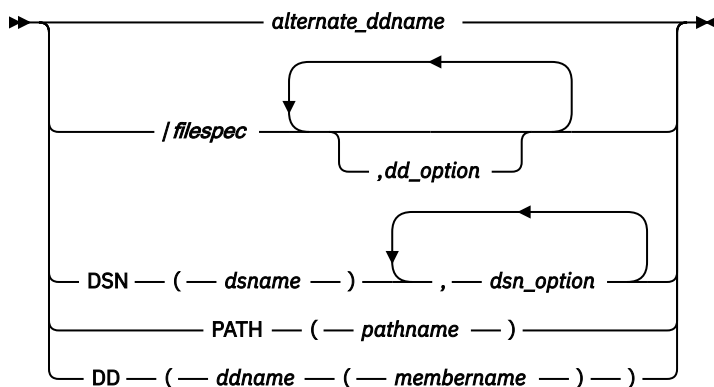 alternate_ddname
/filespec
,dd_option
DSN ( dsname ) , dsn_option
PATH ( pathname )
DD ( ddname ( membername ) )